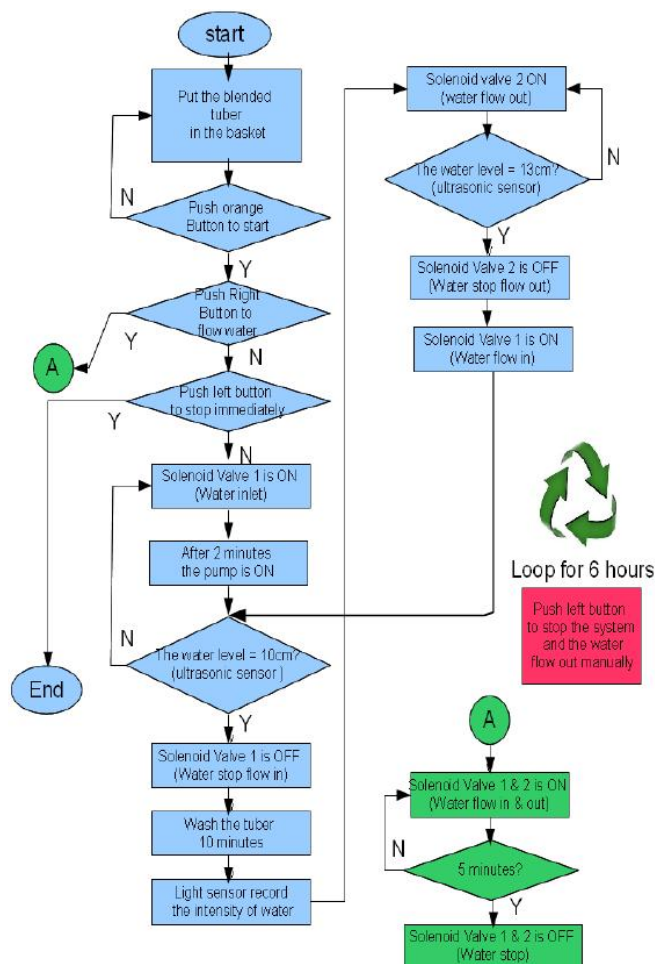 start
Put the blended
tuber
in the basket
N
Push orange
Button to start
Y
Push Right
Button to
flow water
Y
N
A
Push left button
to stop immediately
Y
N
Solenoid Valve 1 is ON
(Water inlet)
After 2 minutes
the pump is ON
N
The water level = 10cm?
(ultrasonic sensor )
End
Y
Solenoid Valve 1 is OFF
(Water stop flow in)
Wash the tuber
10 minutes
Light sensor record
the intensity of water
Solenoid valve 2 ON
(water flow out)
N
The water level = 13cm?
(ultrasonic sensor)
Y
Solenoid Valve 2 is OFF
(Water stop flow out)
Solenoid Valve 1 is ON
(Water flow in)
Loop for 6 hours
Push left button
to stop the system
and the water
flow out manually
A
Solenoid Valve 1 & 2 is ON
(Water flow in & out)
N
5 minutes?
Y
Solenoid Valve 1 & 2 is OFF
(Water stop)